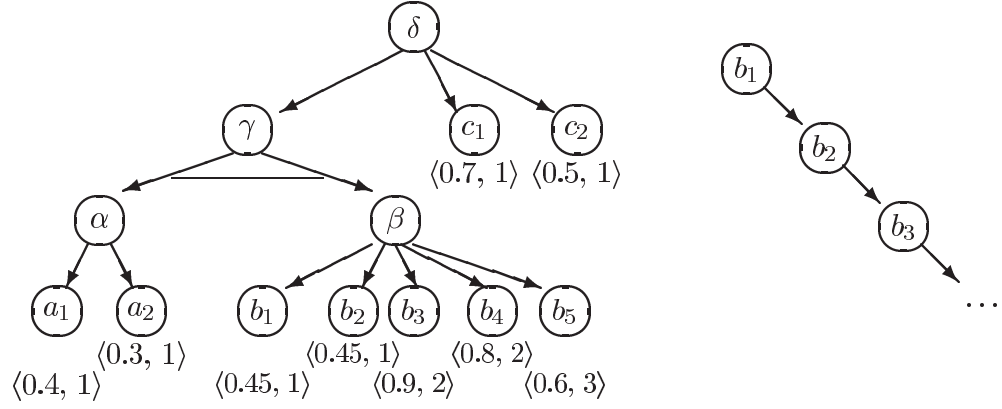 δ
b₁
γ c₁ c₂
b₂
⟨0.7, 1⟩ ⟨0.5, 1⟩
α β
b₃
a₁ a₂ b₁ b₂ b₃ b₄ b₅
…
⟨0.3, 1⟩ ⟨0.45, 1⟩ ⟨0.8, 2⟩
⟨0.4, 1⟩ ⟨0.45, 1⟩ ⟨0.9, 2⟩ ⟨0.6, 3⟩